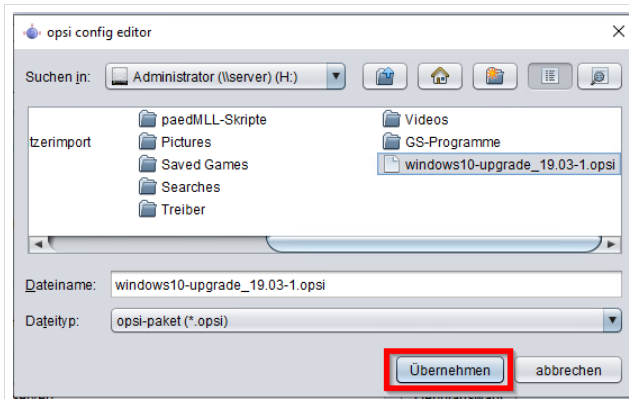 opsi config editor
Suchen in: Administrator (\\server) (H:)
paedMLL-Skripte Videos
tzerimport Pictures GS-Programme
Saved Games windows10-upgrade_19.03-1.opsi
Searches
Treiber
Dateiname: windows10-upgrade_19.03-1.opsi
Dateityp: opsi-paket (*.opsi)
Übernehmen abbrechen